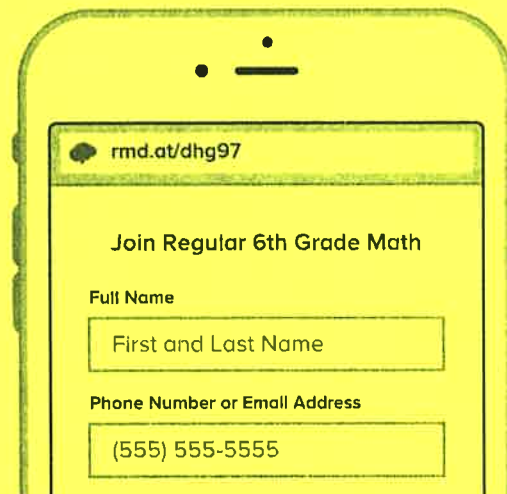 rmd.at/dhg97
Join Regular 6th Grade Math
Full Name
First and Last Name
Phone Number or Email Address
(555) 555-5555